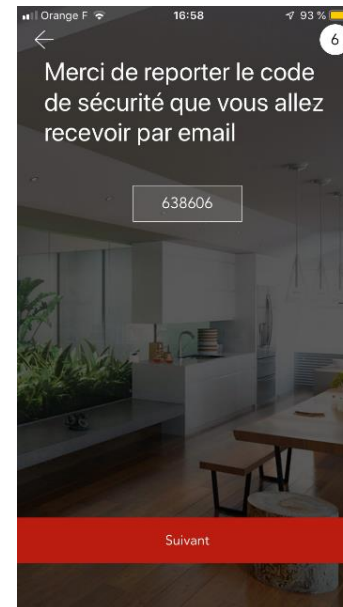 Orange F 16:58 93 %
6
Merci de reporter le code
de sécurité que vous allez
recevoir par email
638606
Suivant